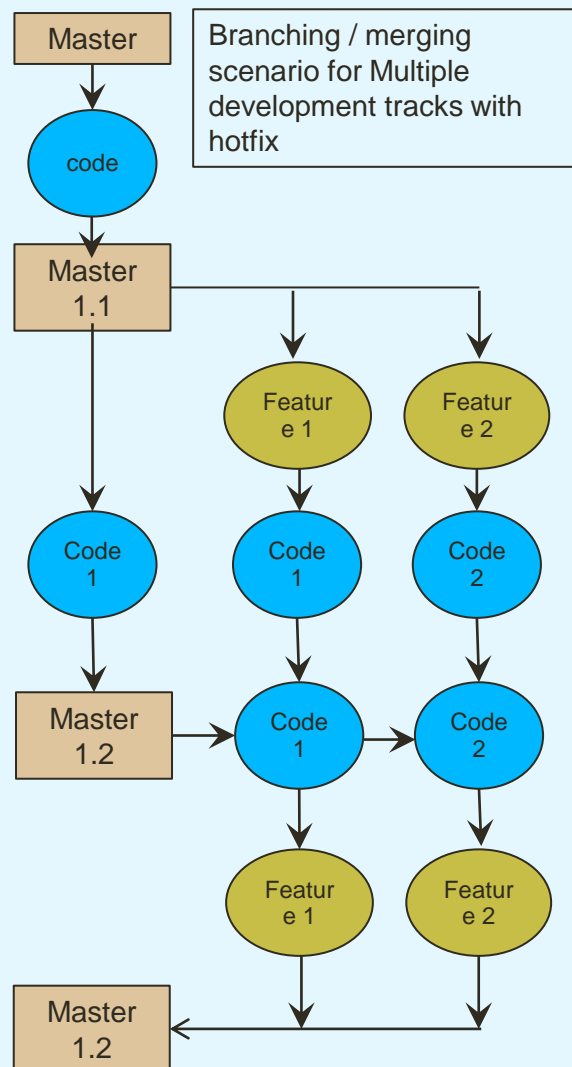 Master
Branching / merging
scenario for Multiple
development tracks with
hotfix
code
Master
1.1
Featur
e 1
Featur
e 2
Code
1
Code
1
Code
2
Master
1.2
Code
1
Code
2
Featur
e 1
Featur
e 2
Master
1.2